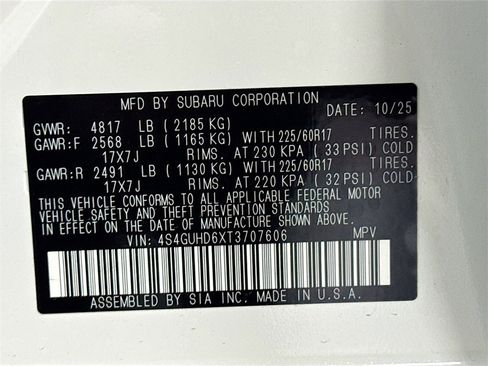 MFD BY SUBARU CORPORATION
DATE: 10/25
GVWR: 4817 LB ( 2185 KG)
GAWR:F 2568 LB ( 1165 KG) WITH 225/60R17 TIRES.
17X7J RIMS. AT 230 KPA ( 33 PSI) COLD
GAWR:R 2491 LB ( 1130 KG) WITH 225/60R17 TIRES.
17X7J RIMS. AT 220 KPA ( 32 PSI) COLD
THIS VEHICLE CONFORMS TO ALL APPLICABLE FEDERAL MOTOR
VEHICLE SAFETY AND THEFT PREVENTION STANDARDS
IN EFFECT ON THE DATE OF MANUFACTURE SHOWN ABOVE.
VIN: 4S4GUHD6XT3707606 MPV
ASSEMBLED BY SIA INC. MADE IN U.S.A.